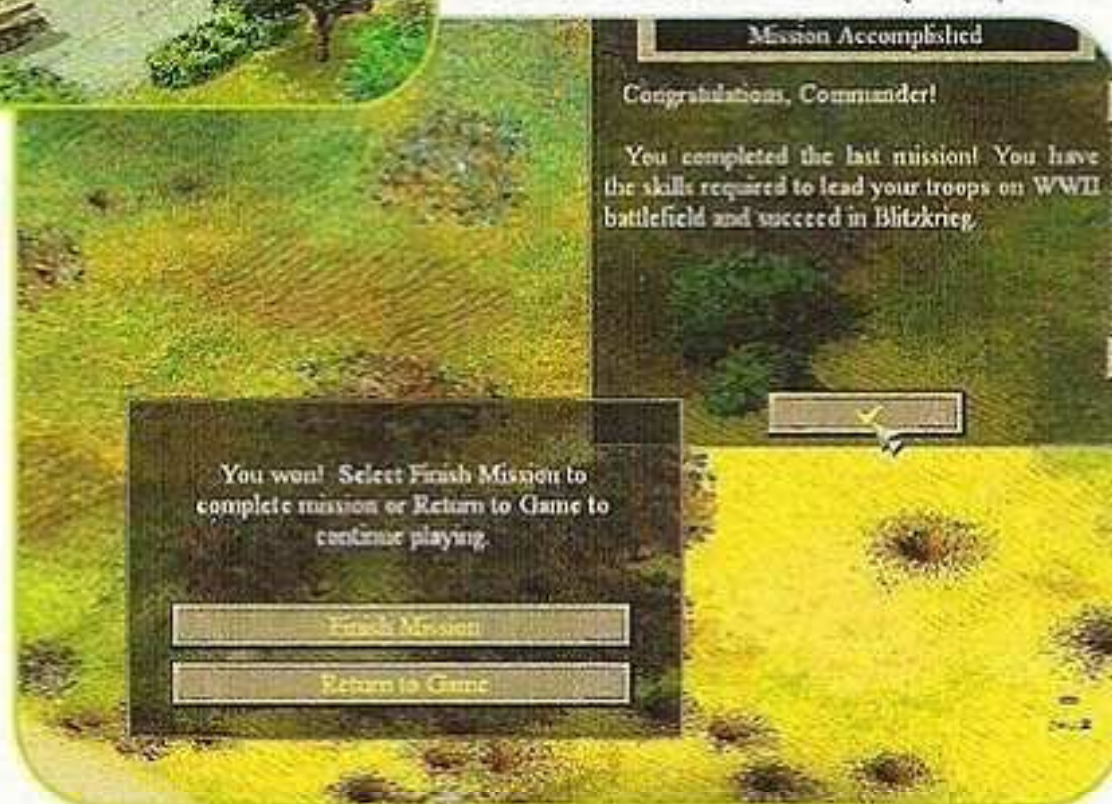 Mission Accomplished
Congratulations, Commander!
You completed the last mission! You have
the skills required to lead your troops on WWII
battlefield and succeed in Blitzkrieg.
You won! Select Finish Mission to
complete mission or Return to Game to
continue playing.
Finish Mission
Return to Game